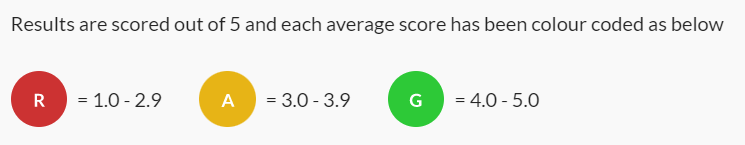 Results are scored out of 5 and each average score has been colour coded as below
R = 1.0 - 2.9 A = 3.0 - 3.9 G = 4.0 - 5.0